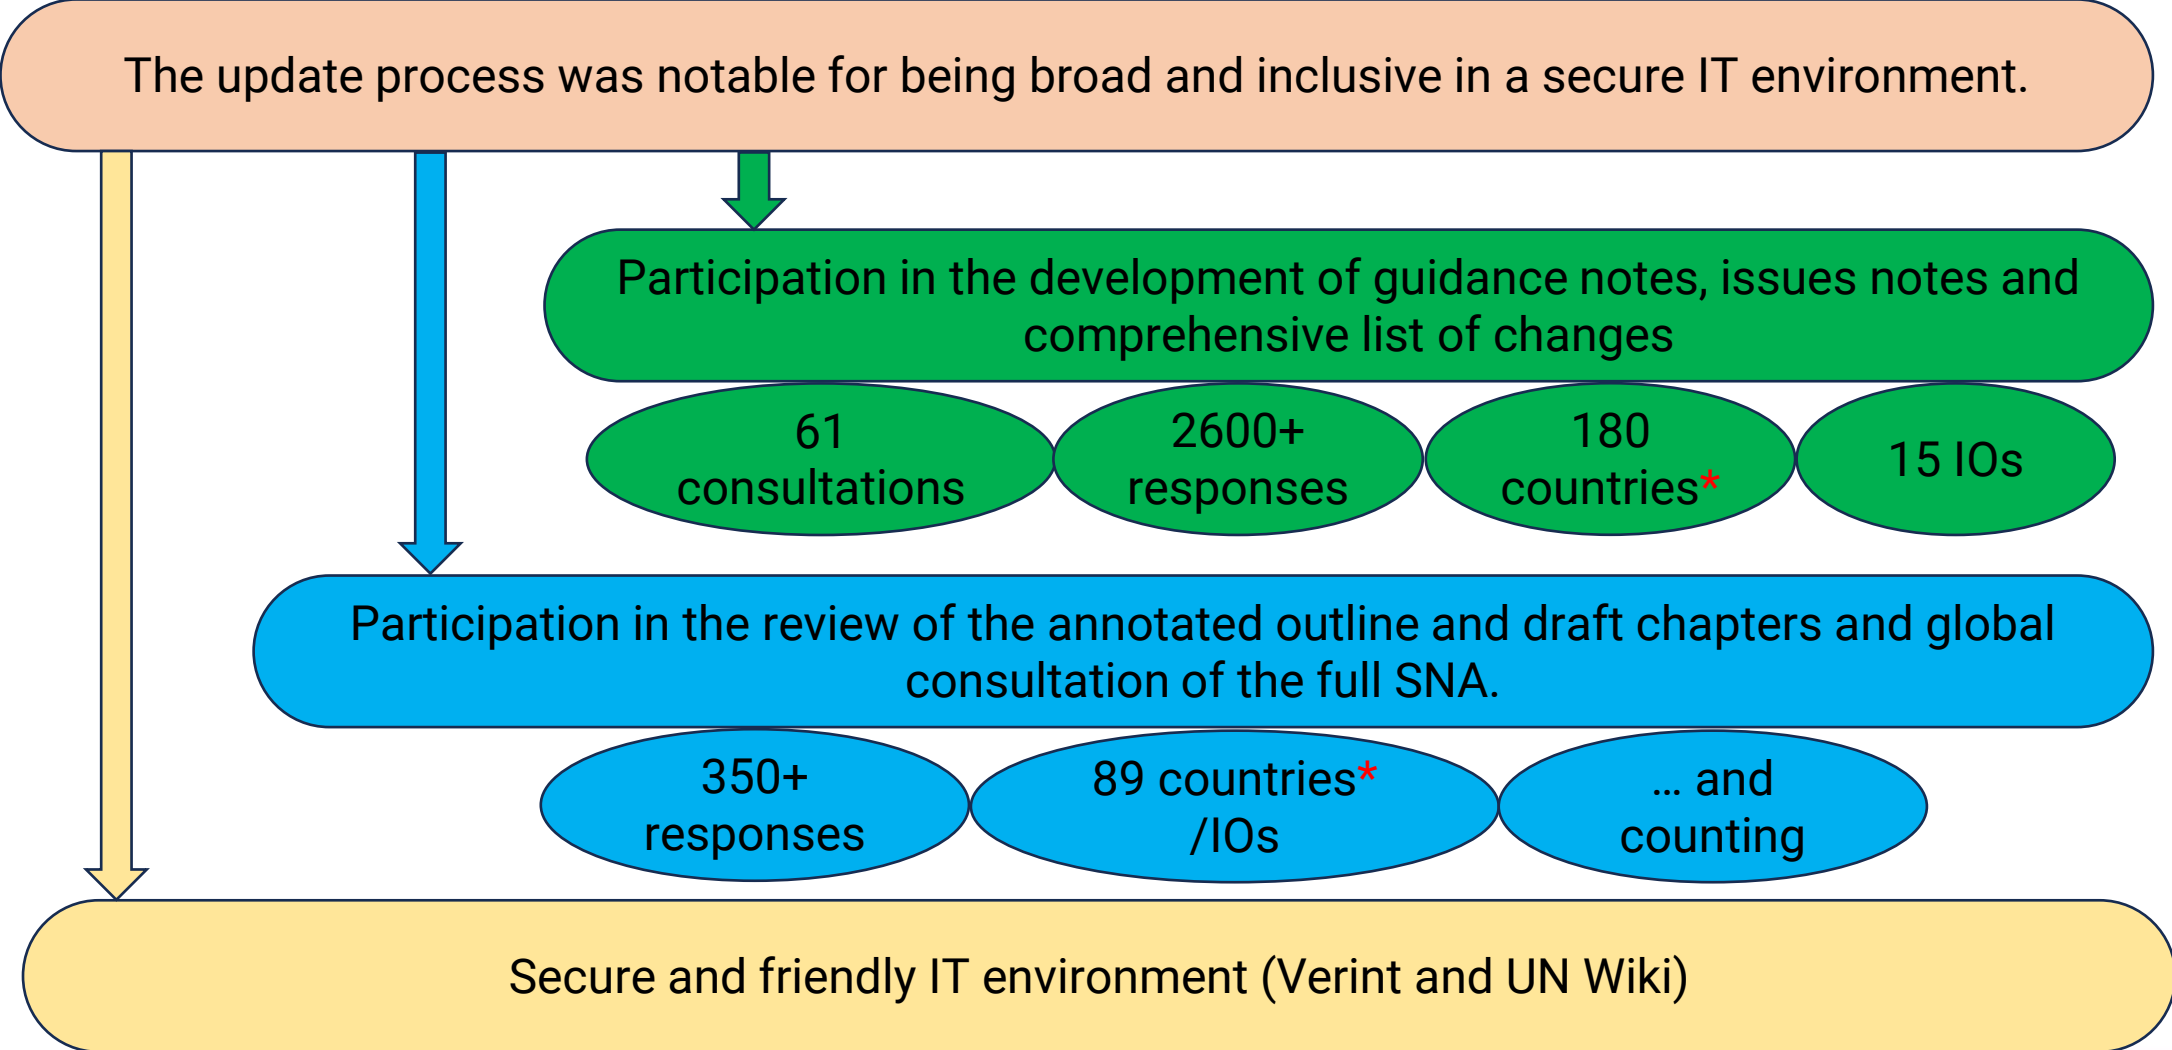 The update process was notable for being broad and inclusive in a secure IT environment.
Participation in the development of guidance notes, issues notes and
comprehensive list of changes
61
consultations
2600+
responses
180
countries*
15 IOs
Participation in the review of the annotated outline and draft chapters and global
consultation of the full SNA.
350+
responses
89 countries*
/IOs
... and
counting
Secure and friendly IT environment (Verint and UN Wiki)